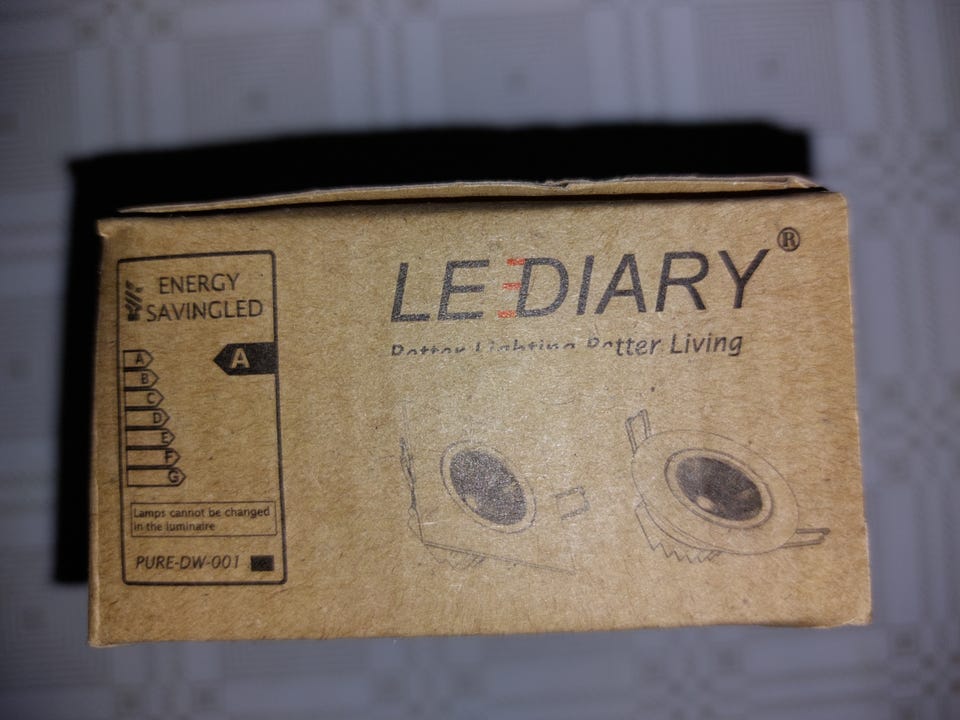 ENERGY
SAVINGLED
A
A
B
C
D
E
F
G
Lamps cannot be changed
in the luminaire
PURE-DW-001
LEDIARY®
Better Lighting Better Living